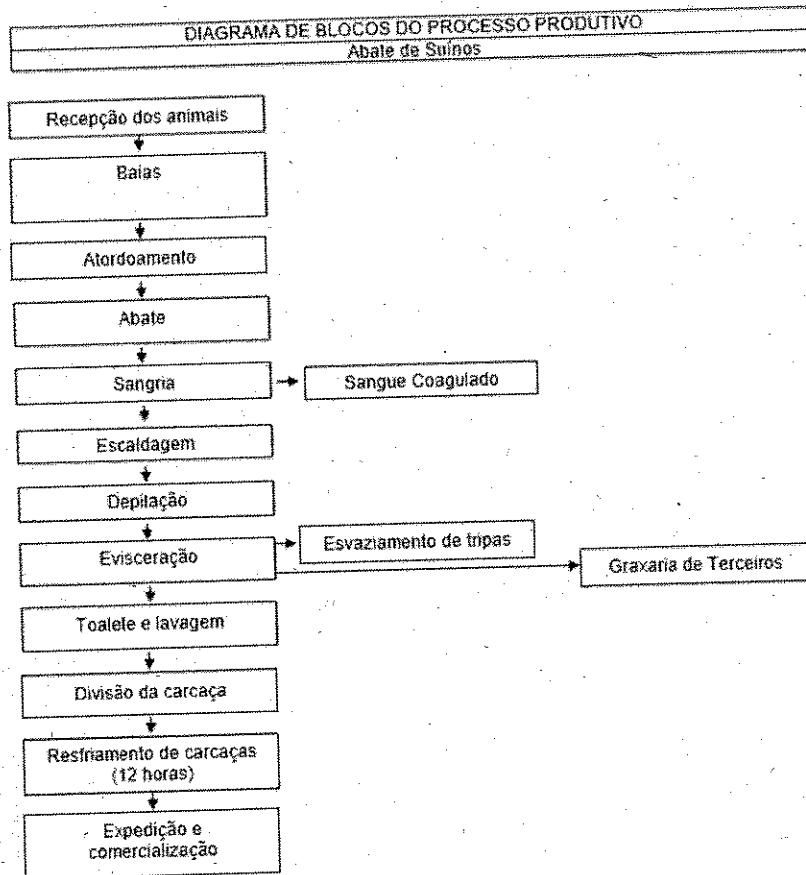 DIAGRAMA DE BLOCOS DO PROCESSO PRODUTIVO
Abate de Suínos
Recepção dos animais
Baias
Atordoamento
Abate
Sangria
Sangue Coagulado
Escaldagem
Depilação
Evisceração
Esvaziamento de tripas
Graxaria de Terceiros
Toalete e lavagem
Divisão da carcaça
Resfriamento de carcaças
(12 horas)
Expedição e
comercialização